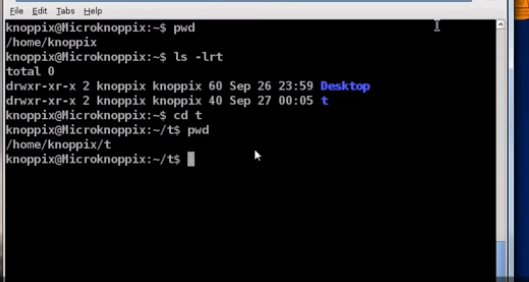 File Edit Tabs Help
knoppix@Microknoppix:~$ pwd
/home/knoppix
knoppix@Microknoppix:~$ ls -lrt
total 0
drwxr-xr-x 2 knoppix knoppix 60 Sep 26 23:59 Desktop
drwxr-xr-x 2 knoppix knoppix 40 Sep 27 00:05 t
knoppix@Microknoppix:~$ cd t
knoppix@Microknoppix:~/t$ pwd
/home/knoppix/t
knoppix@Microknoppix:~/t$